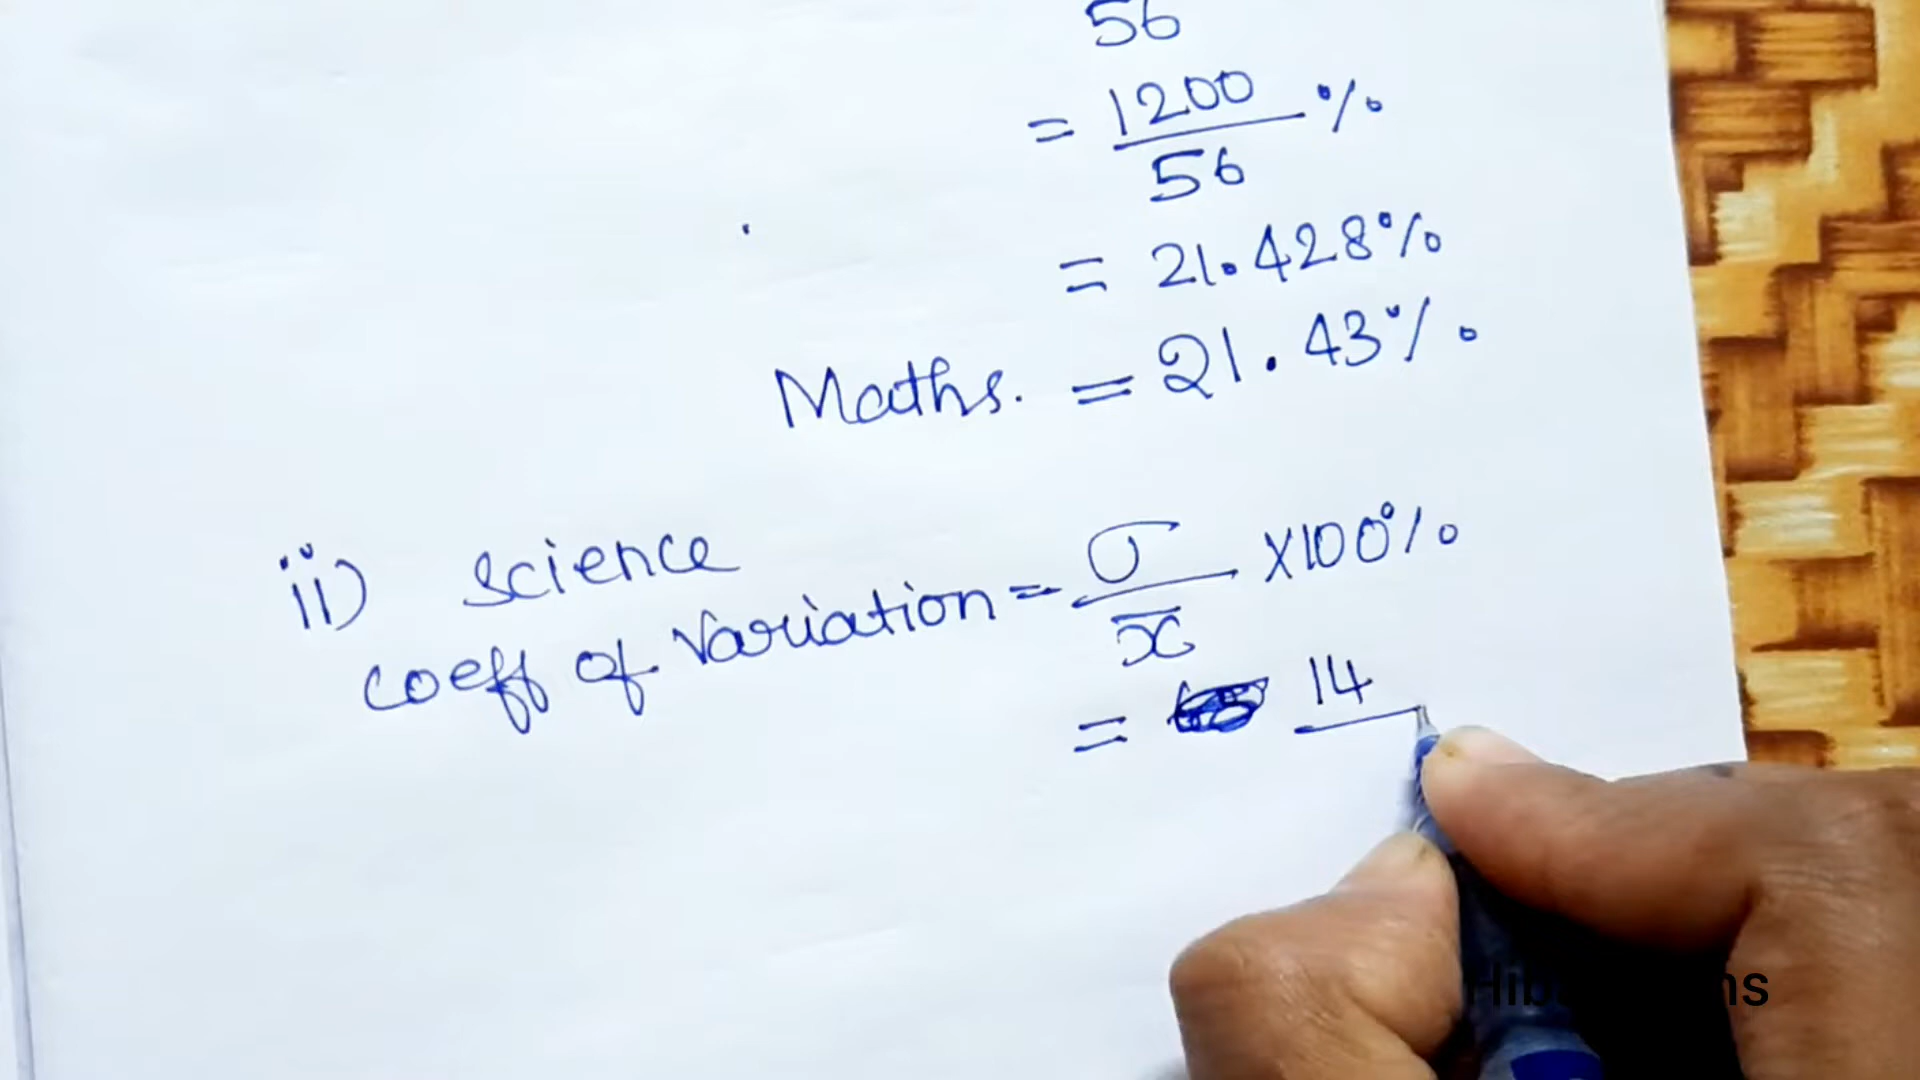 56
= 1200/56 %
= 21.428%
Maths. = 21.43%
ii) Science
coeff of Variation = σ/x̄ ×100%
= 14